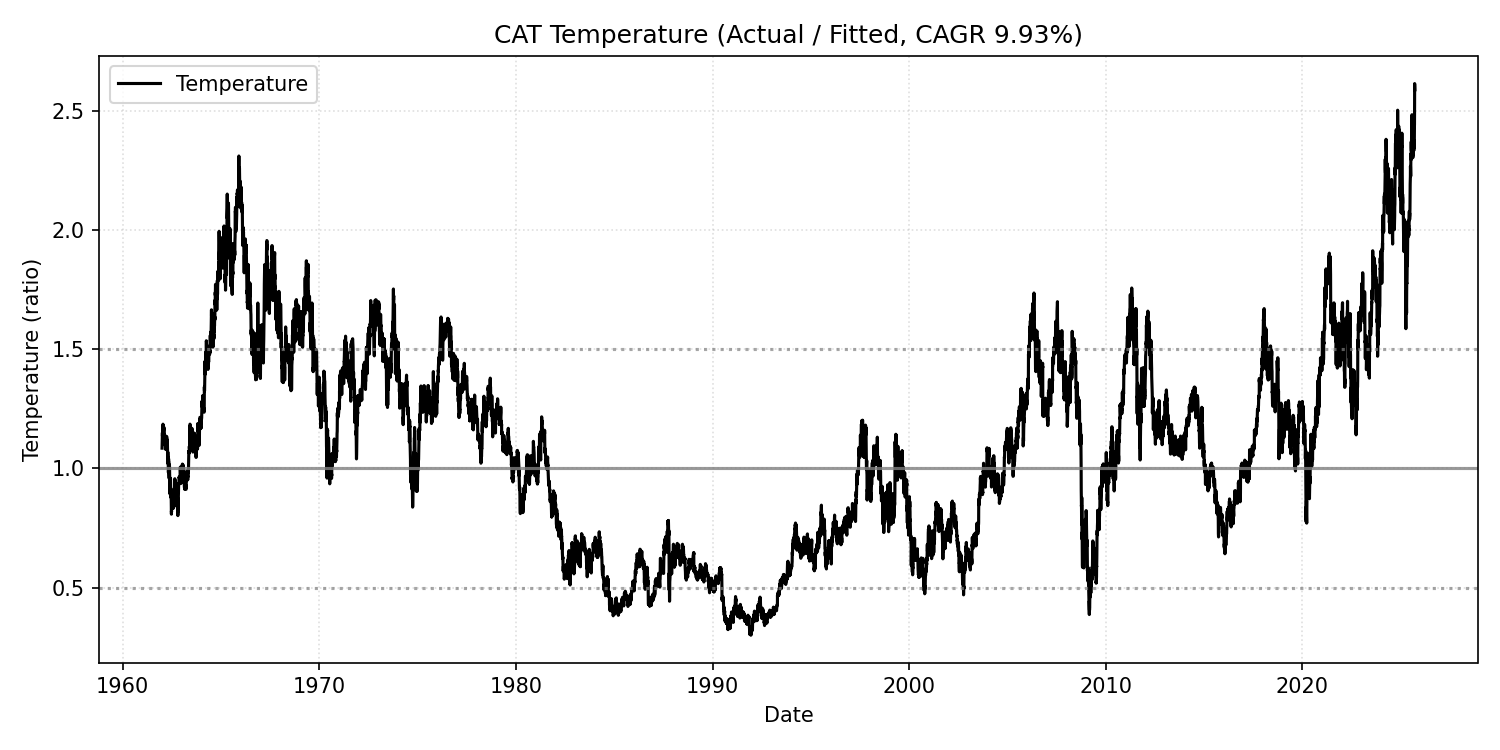 CAT Temperature (Actual / Fitted, CAGR 9.93%)
Temperature
Temperature (ratio)
2.5
2.0
1.5
1.0
0.5
1960 1970 1980 1990 2000 2010 2020
Date